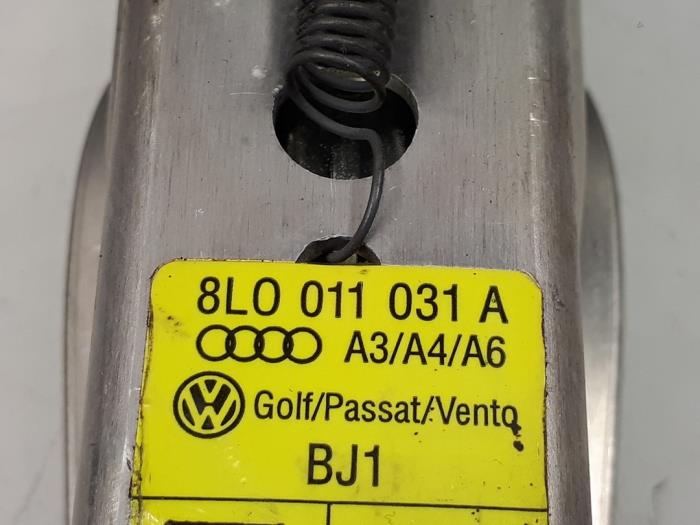 8L0 011 031 A
A3/A4/A6
Golf/Passat/Vento
BJ1